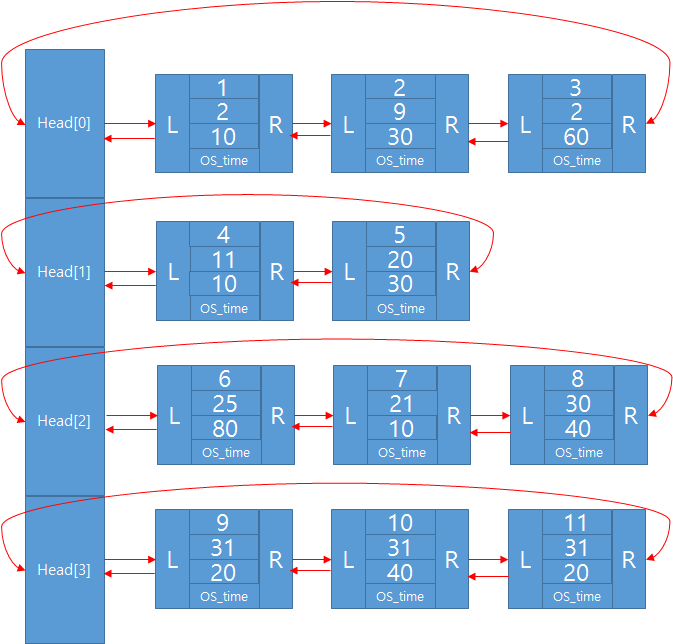 1 2 3
2 9 2
Head[0] L 10 R L 30 R L 60 R
OS_time OS_time OS_time
4 5
11 20
Head[1] L 10 R L 30 R
OS_time OS_time
6 7 8
25 21 30
Head[2] L 80 R L 10 R L 40 R
OS_time OS_time OS_time
9 10 11
31 31 31
Head[3] L 20 R L 40 R L 20 R
OS_time OS_time OS_time